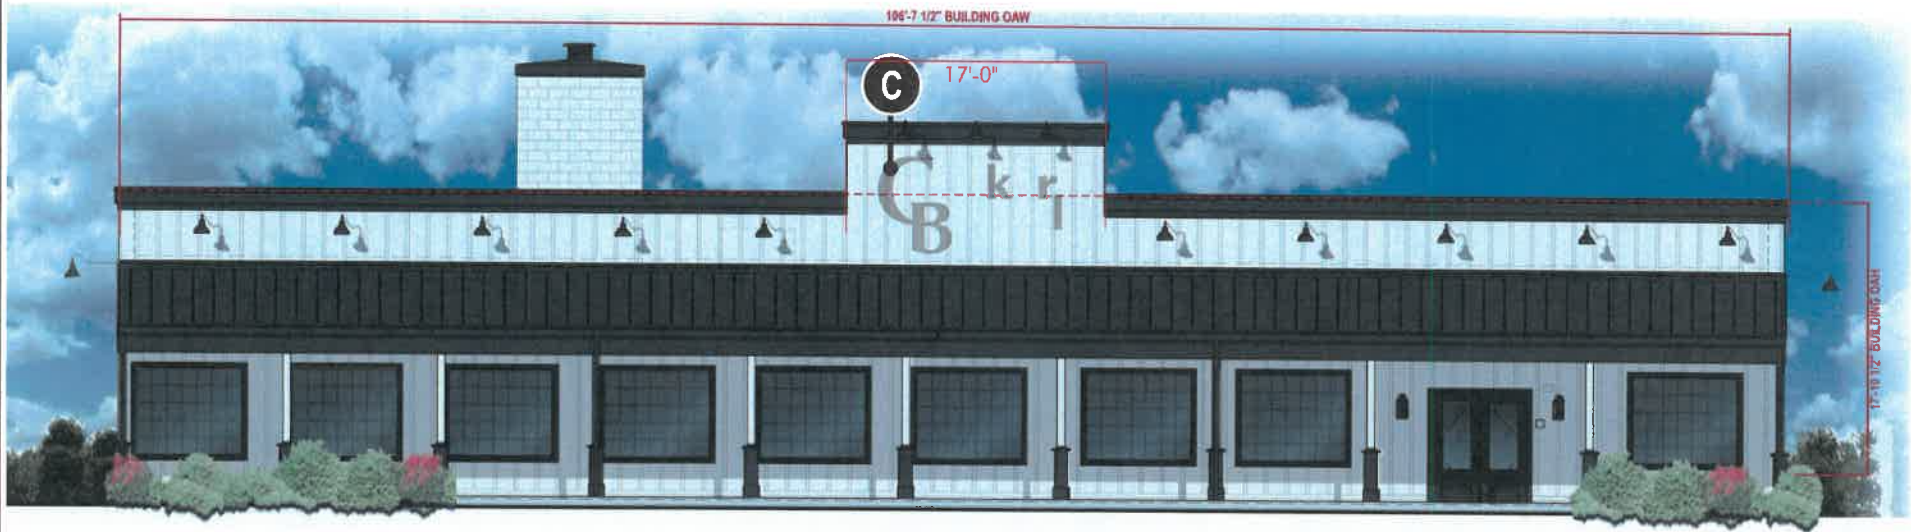 106'-7 1/2" BUILDING OAW
17'-0"
C
C k r
B l
17'-10 1/2" BUILDING OAH